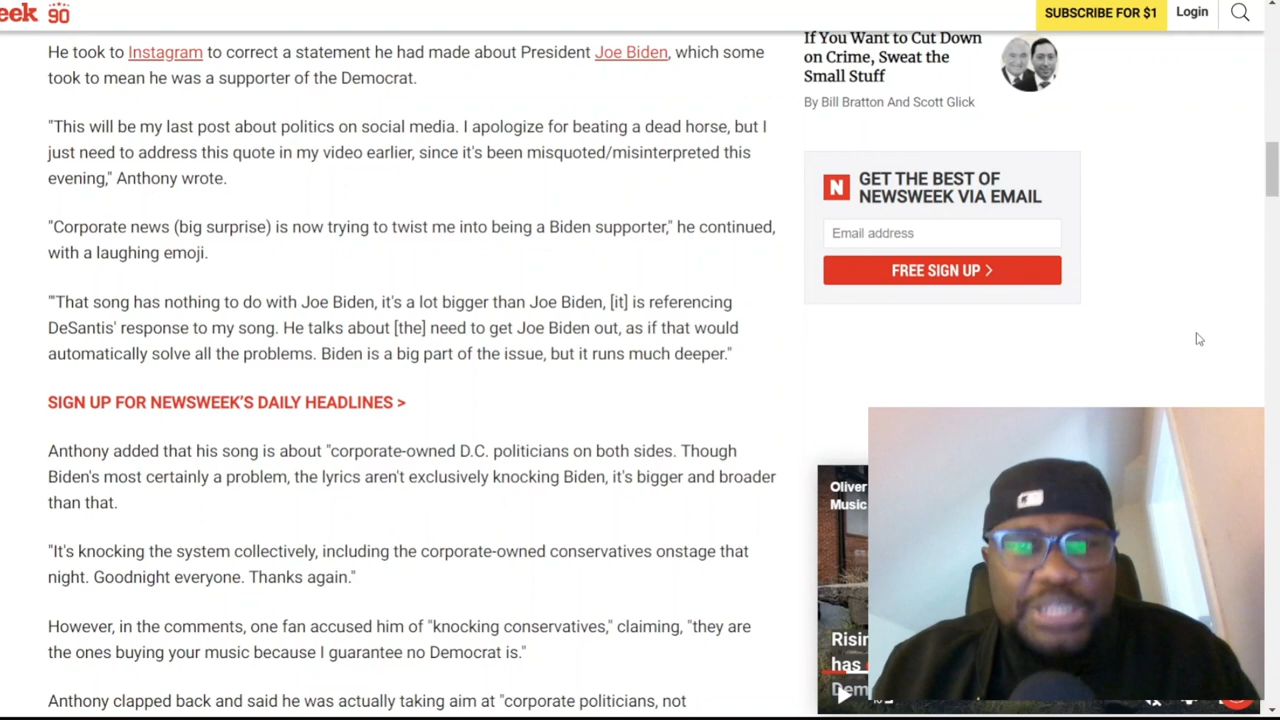 eek 90
SUBSCRIBE FOR $1
Login
He took to Instagram to correct a statement he had made about President Joe Biden, which some
took to mean he was a supporter of the Democrat.
"This will be my last post about politics on social media. I apologize for beating a dead horse, but I
just need to address this quote in my video earlier, since it's been misquoted/misinterpreted this
evening," Anthony wrote.
"Corporate news (big surprise) is now trying to twist me into being a Biden supporter," he continued,
with a laughing emoji.
"'That song has nothing to do with Joe Biden, it's a lot bigger than Joe Biden, [it] is referencing
DeSantis' response to my song. He talks about [the] need to get Joe Biden out, as if that would
automatically solve all the problems. Biden is a big part of the issue, but it runs much deeper."
SIGN UP FOR NEWSWEEK'S DAILY HEADLINES >
Anthony added that his song is about "corporate-owned D.C. politicians on both sides. Though
Biden's most certainly a problem, the lyrics aren't exclusively knocking Biden, it's bigger and broader
than that.
"It's knocking the system collectively, including the corporate-owned conservatives onstage that
night. Goodnight everyone. Thanks again."
However, in the comments, one fan accused him of "knocking conservatives," claiming, "they are
the ones buying your music because I guarantee no Democrat is."
Anthony clapped back and said he was actually taking aim at "corporate politicians, not
If You Want to Cut Down
on Crime, Sweat the
Small Stuff
By Bill Bratton And Scott Glick
N
GET THE BEST OF
NEWSWEEK VIA EMAIL
Email address
FREE SIGN UP >
Oliver
Music
Risin
has
Dem